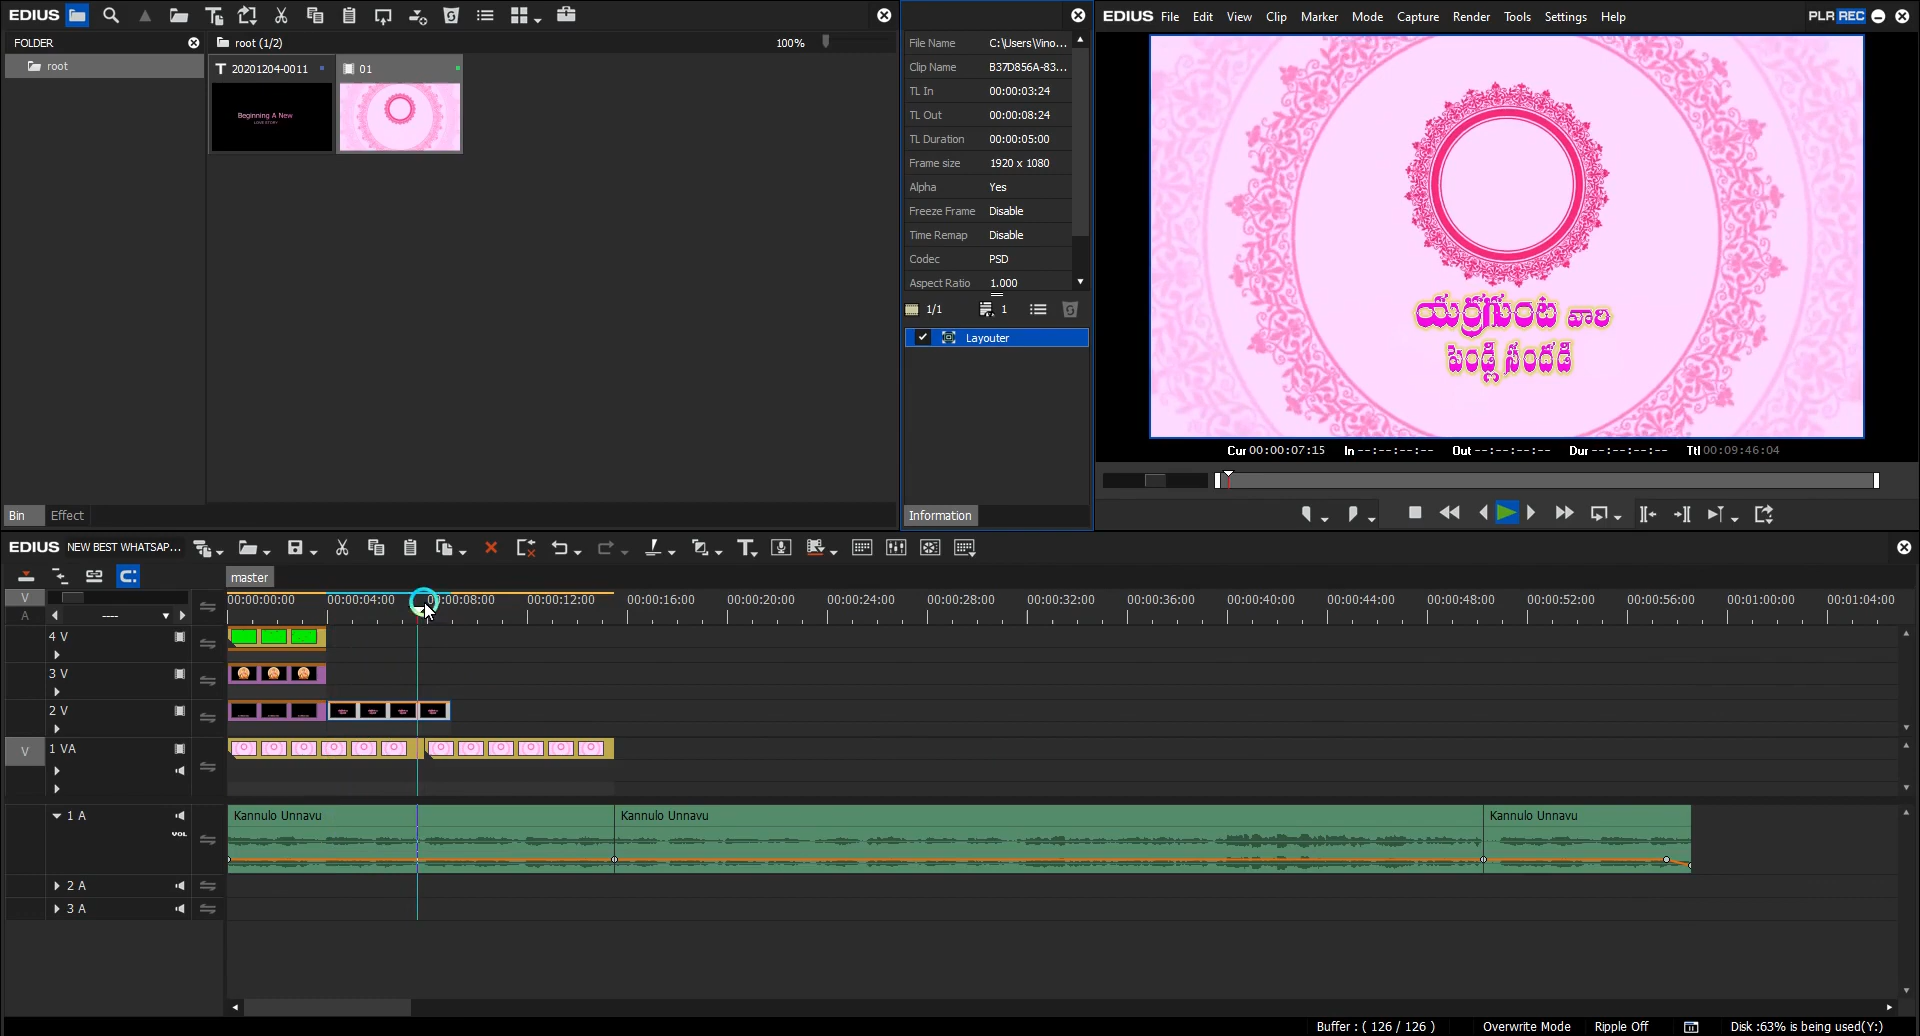 EDIUS
FOLDER
root
root (1/2)
100%
20201204-0011
01
Beginning A New
LOVE STORY
Bin
Effect
File Name C:\Users\Vino...
Clip Name B37D856A-83...
TL In 00:00:03:24
TL Out 00:00:08:24
TL Duration 00:00:05:00
Frame size 1920 x 1080
Alpha Yes
Freeze Frame Disable
Time Remap Disable
Codec PSD
Aspect Ratio 1.000
1/1 1
Layouter
Information
EDIUS File Edit View Clip Marker Mode Capture Render Tools Settings Help PLR REC
యర్రగుంట వారి
పెండ్లి సందడి
Cur 00:00:07:15 In --:--:--:-- Out --:--:--:-- Dur --:--:--:-- Ttl 00:09:46:04
EDIUS NEW BEST WHATSAP...
master
00:00:00:00 00:00:04:00 00:00:08:00 00:00:12:00 00:00:16:00 00:00:20:00 00:00:24:00 00:00:28:00 00:00:32:00 00:00:36:00 00:00:40:00 00:00:44:00 00:00:48:00 00:00:52:00 00:00:56:00 00:01:00:00 00:01:04:00
V
A ----
4 V
3 V
2 V
V 1 VA
1 A
VOL
Kannulo Unnavu Kannulo Unnavu Kannulo Unnavu
2 A
3 A
Buffer : ( 126 / 126 ) Overwrite Mode Ripple Off Disk :63% is being used(Y:)